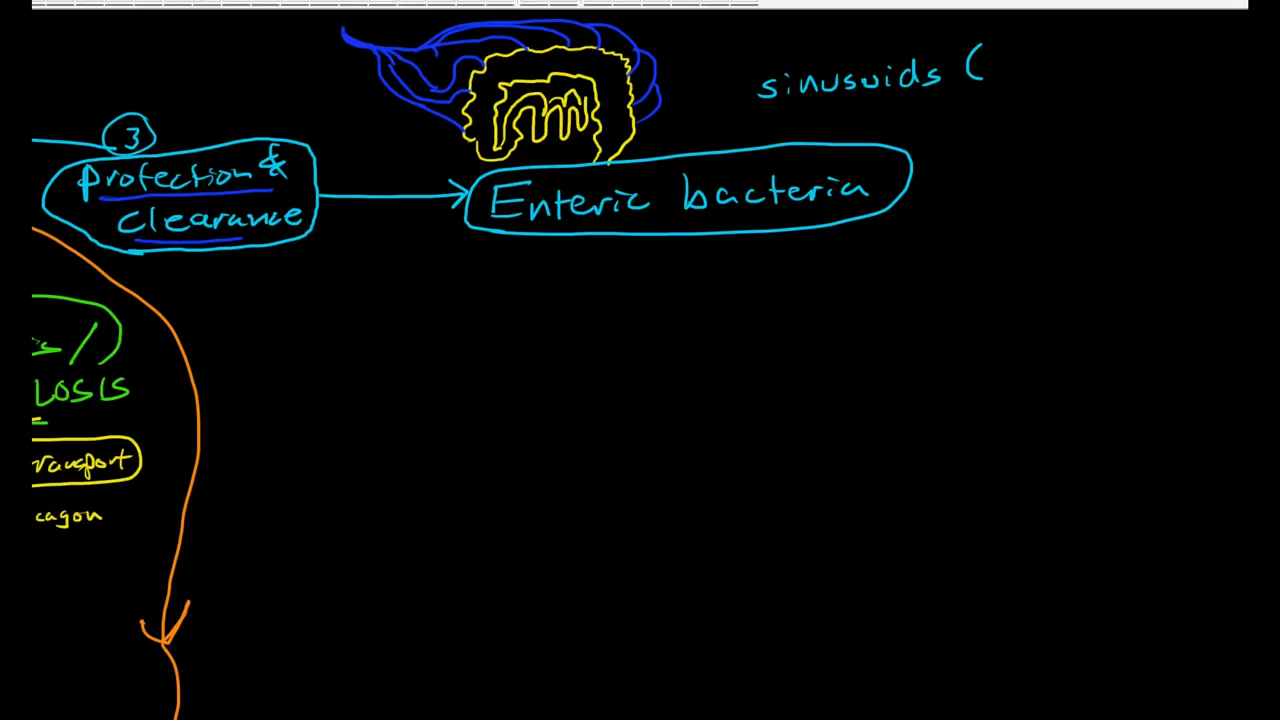 sinusoids (
3
protection &
clearance
Enteric bacteria
/)
LOSIS
ransport
cagon